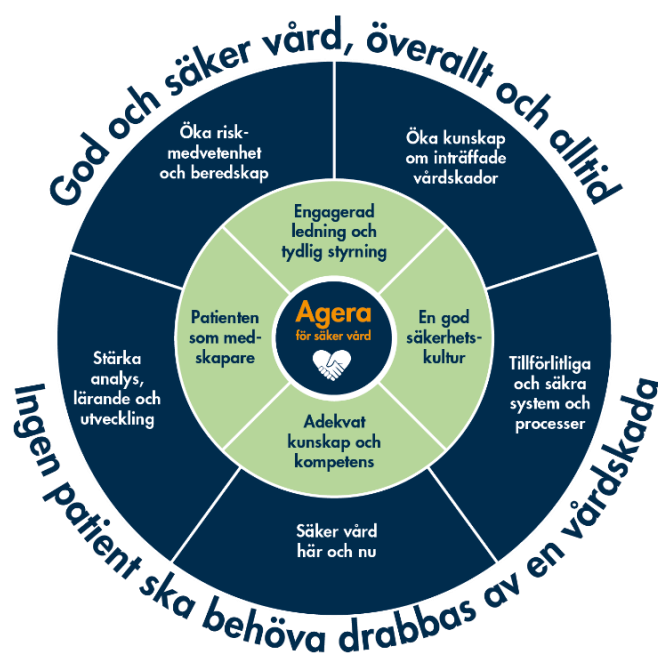 God och säker vård, överallt och alltid
Öka risk-
medvetenhet
och beredskap
Öka kunskap
om inträffade
vårdskador
Engagerad
ledning och
tydlig styrning
Patienten
som med-
skapare
Agera
för säker vård
En god
säkerhets-
kultur
Stärka
analys,
lärande och
utveckling
Tillförlitliga
och säkra
system och
processer
Adekvat
kunskap och
kompetens
Säker vård
här och nu
Ingen patient ska behöva drabbas av en vårdskada